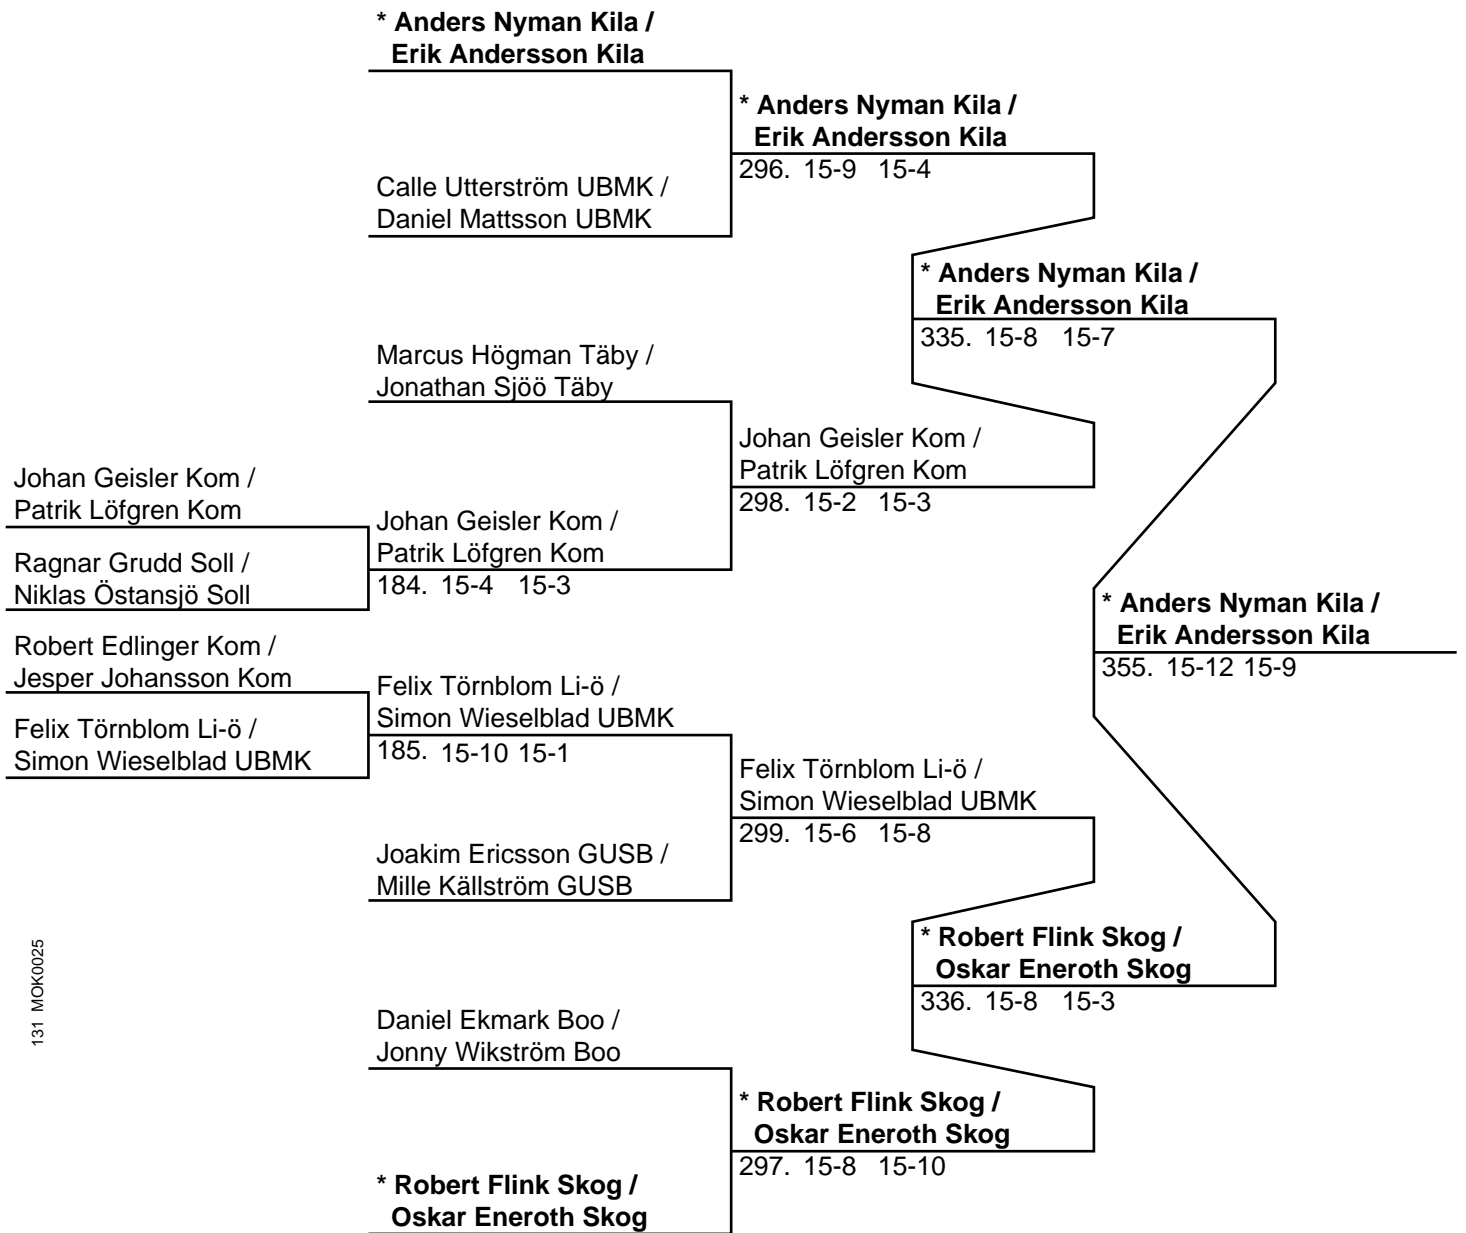 * Anders Nyman Kila /
Erik Andersson Kila
* Anders Nyman Kila /
Erik Andersson Kila
296. 15-9 15-4
Calle Utterström UBMK /
Daniel Mattsson UBMK
* Anders Nyman Kila /
Erik Andersson Kila
335. 15-8 15-7
Marcus Högman Täby /
Jonathan Sjöö Täby
Johan Geisler Kom /
Patrik Löfgren Kom
298. 15-2 15-3
Johan Geisler Kom /
Patrik Löfgren Kom
Johan Geisler Kom /
Patrik Löfgren Kom
184. 15-4 15-3
Ragnar Grudd Soll /
Niklas Östansjö Soll
* Anders Nyman Kila /
Erik Andersson Kila
355. 15-12 15-9
Robert Edlinger Kom /
Jesper Johansson Kom
Felix Törnblom Li-ö /
Simon Wieselblad UBMK
185. 15-10 15-1
Felix Törnblom Li-ö /
Simon Wieselblad UBMK
Felix Törnblom Li-ö /
Simon Wieselblad UBMK
299. 15-6 15-8
Joakim Ericsson GUSB /
Mille Källström GUSB
* Robert Flink Skog /
Oskar Eneroth Skog
336. 15-8 15-3
131 MOK0025
Daniel Ekmark Boo /
Jonny Wikström Boo
* Robert Flink Skog /
Oskar Eneroth Skog
297. 15-8 15-10
* Robert Flink Skog /
Oskar Eneroth Skog